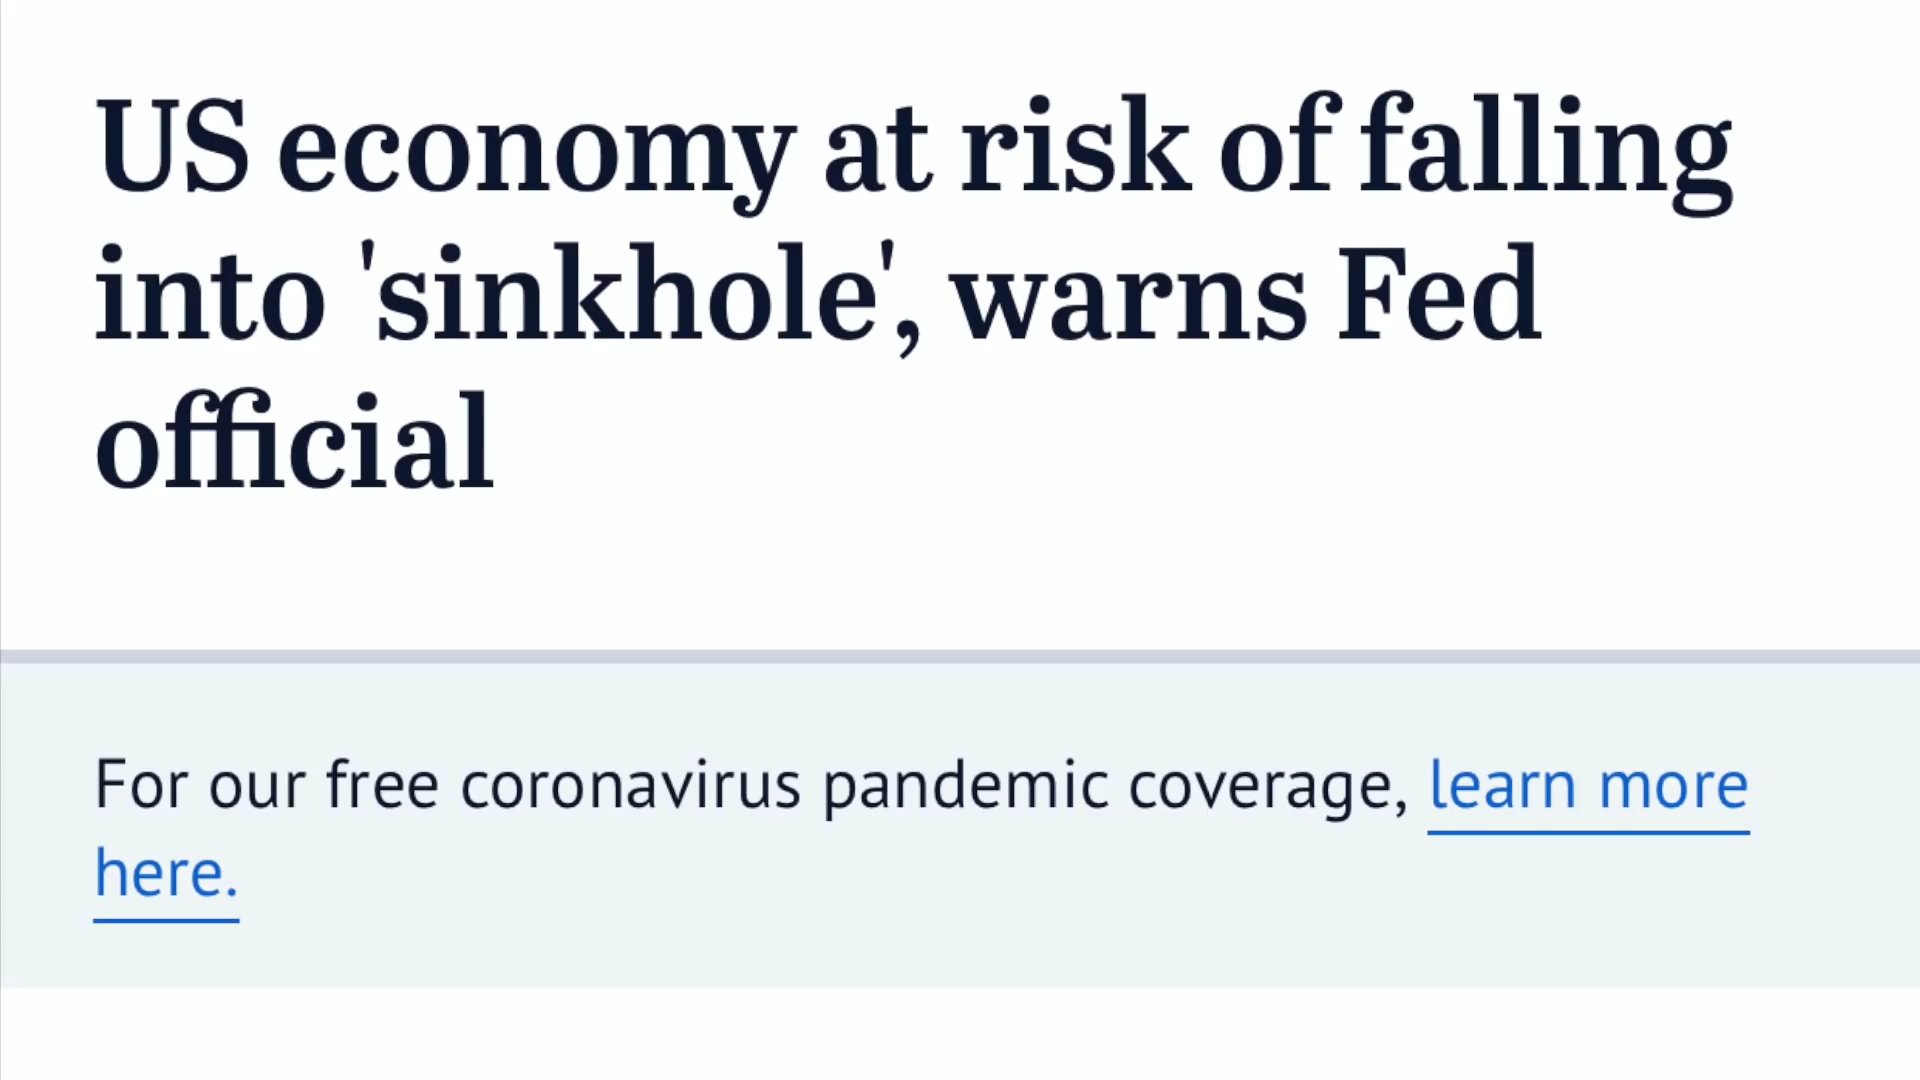 US economy at risk of falling
into 'sinkhole', warns Fed
official
For our free coronavirus pandemic coverage, learn more
here.